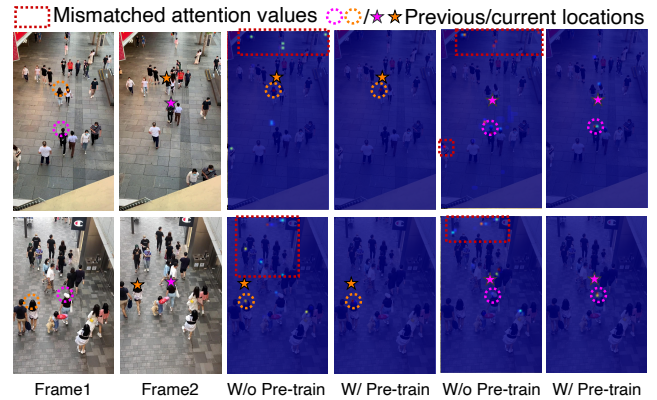 Mismatched attention values / Previous/current locations
Frame1 Frame2 W/o Pre-train W/ Pre-train W/o Pre-train W/ Pre-train